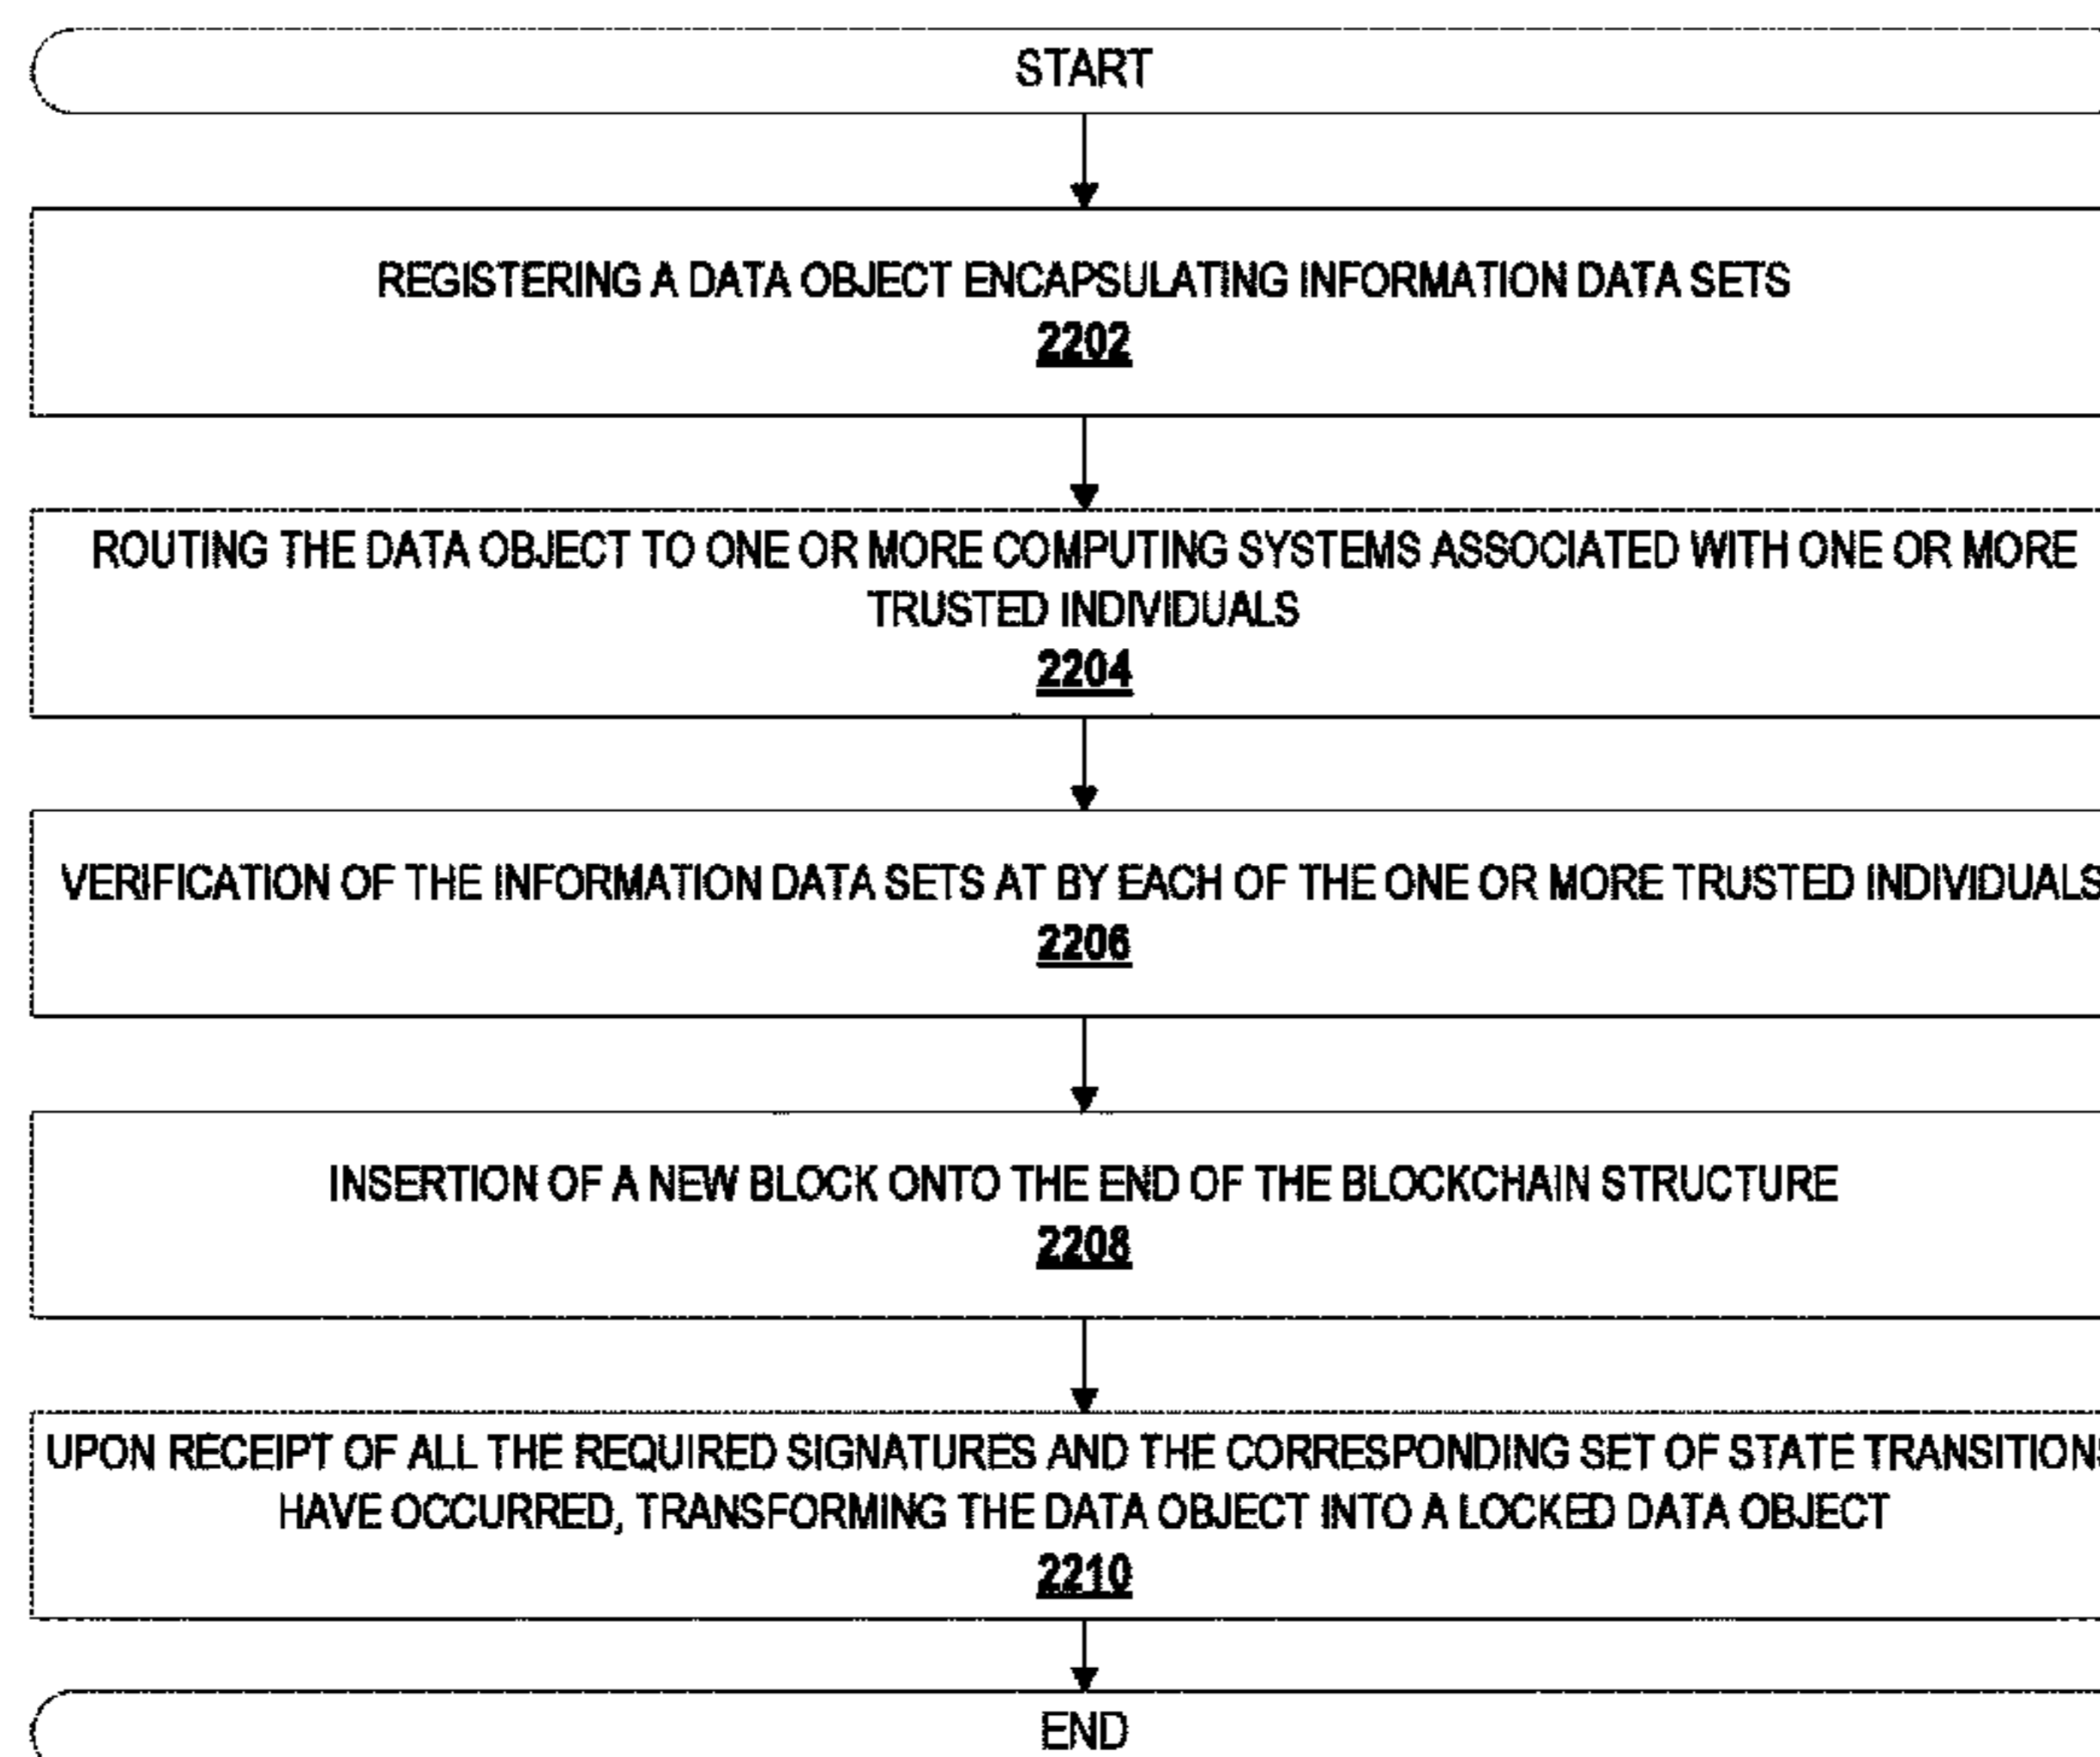 START
REGISTERING A DATA OBJECT ENCAPSULATING INFORMATION DATA SETS
2202
ROUTING THE DATA OBJECT TO ONE OR MORE COMPUTING SYSTEMS ASSOCIATED WITH ONE OR MORE
TRUSTED INDIVIDUALS
2204
VERIFICATION OF THE INFORMATION DATA SETS AT BY EACH OF THE ONE OR MORE TRUSTED INDIVIDUALS
2206
INSERTION OF A NEW BLOCK ONTO THE END OF THE BLOCKCHAIN STRUCTURE
2208
UPON RECEIPT OF ALL THE REQUIRED SIGNATURES AND THE CORRESPONDING SET OF STATE TRANSITIONS
HAVE OCCURRED, TRANSFORMING THE DATA OBJECT INTO A LOCKED DATA OBJECT
2210
END